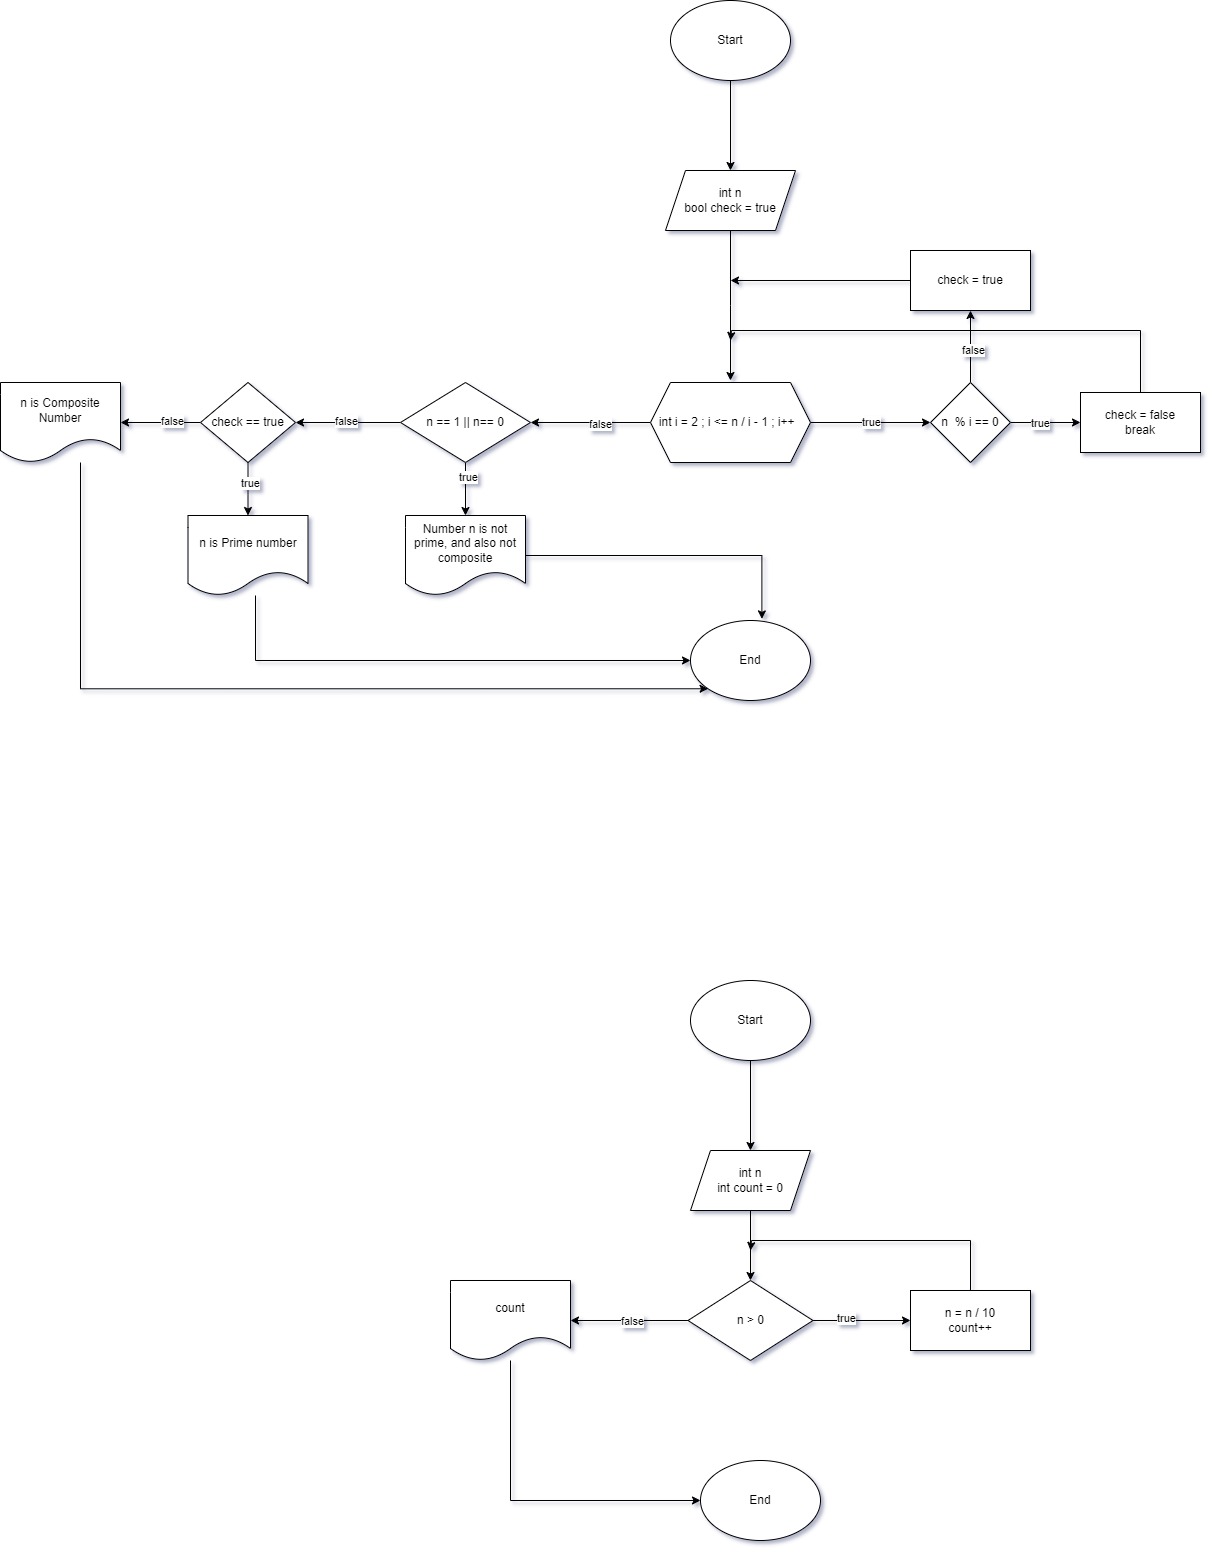 Start
int n
bool check = true
check = true
false
n is Composite
Number
false
check == true
false
n == 1 || n== 0
false
int i = 2 ; i <= n / i - 1 ; i++
true
n  % i == 0
true
check = false
break
true
true
n is Prime number
Number n is not
prime, and also not
composite
End
Start
int n
int count = 0
count
false
n > 0
true
n = n / 10
count++
End